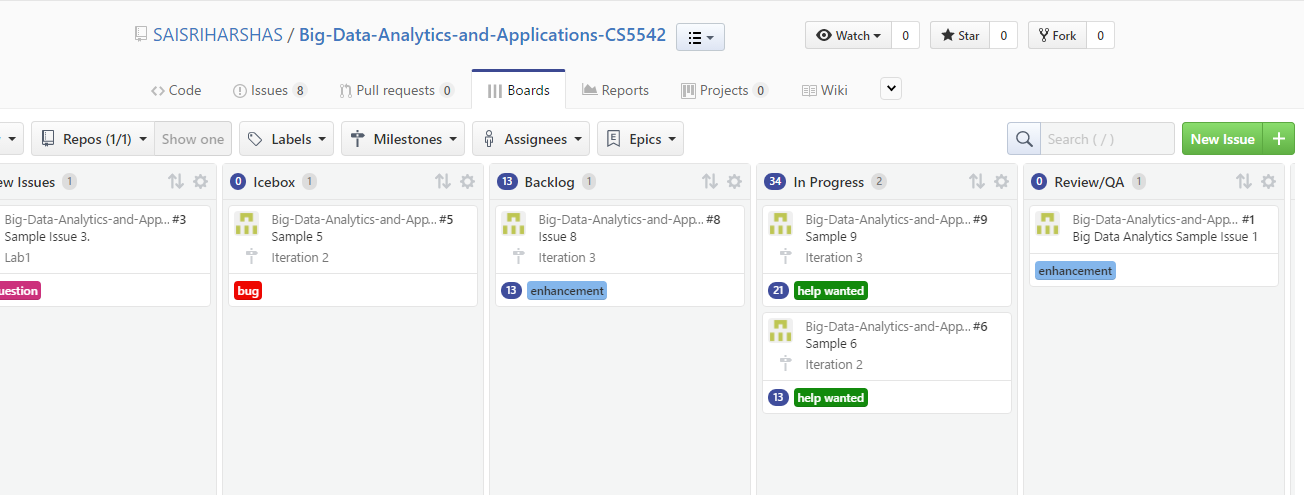 SAISRIHARSHAS / Big-Data-Analytics-and-Applications-CS5542
Watch 0 Star 0 Fork 0
Code Issues 8 Pull requests 0 Boards Reports Projects 0 Wiki
Repos (1/1) Show one Labels Milestones Assignees E Epics Search ( / ) New Issue +
ew Issues 1
Big-Data-Analytics-and-App... #3
Sample Issue 3.
Lab1
uestion
0 Icebox 1
Big-Data-Analytics-and-App... #5
Sample 5
Iteration 2
bug
13 Backlog 1
Big-Data-Analytics-and-App... #8
Issue 8
Iteration 3
13 enhancement
34 In Progress 2
Big-Data-Analytics-and-App... #9
Sample 9
Iteration 3
21 help wanted
Big-Data-Analytics-and-App... #6
Sample 6
Iteration 2
13 help wanted
0 Review/QA 1
Big-Data-Analytics-and-App... #1
Big Data Analytics Sample Issue 1
enhancement